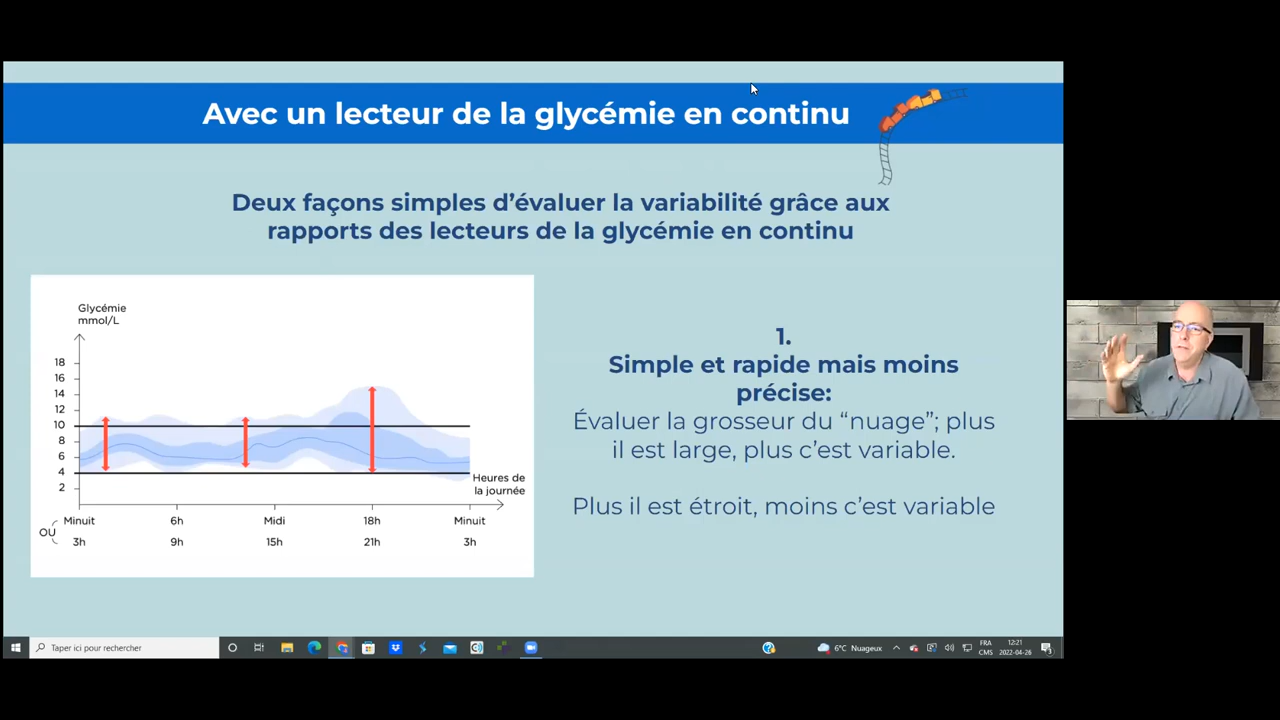 Avec un lecteur de la glycémie en continu
Deux façons simples d’évaluer la variabilité grâce aux
rapports des lecteurs de la glycémie en continu
Glycémie
mmol/L
18
16
14
12
10
8
6
4
2
Heures de
la journée
Minuit
6h
Midi
18h
Minuit
OU
3h
9h
15h
21h
3h
1.
Simple et rapide mais moins
précise:
Évaluer la grosseur du “nuage”; plus
il est large, plus c’est variable.
Plus il est étroit, moins c’est variable
Taper ici pour rechercher
6°C Nuageux
FRA
CMS
12:21
2022-04-26